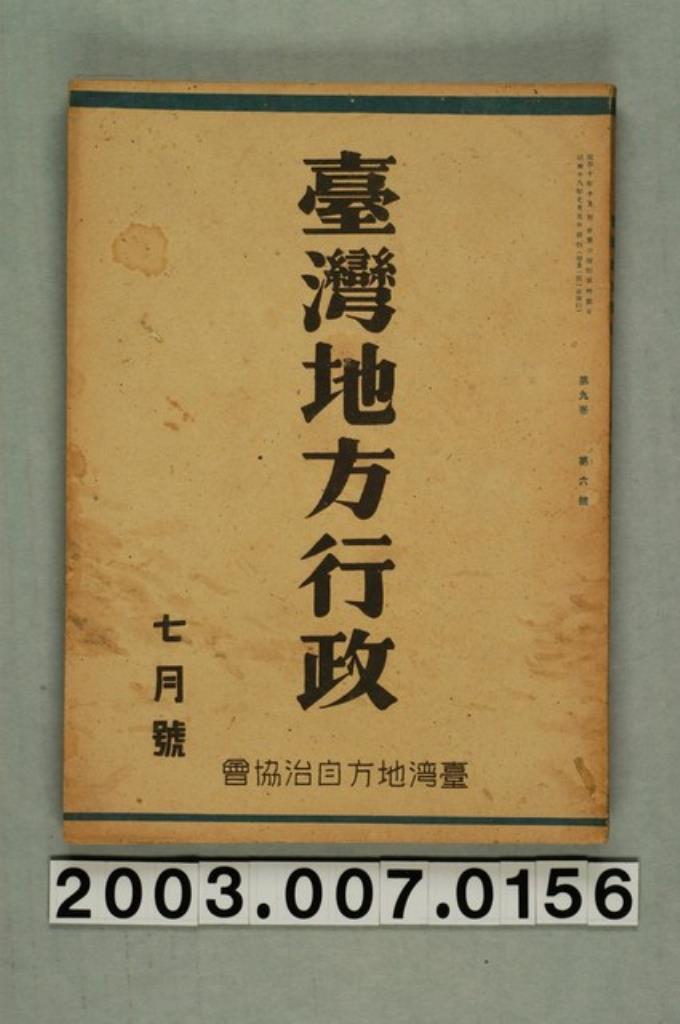 第九卷 第六號
臺灣地方行政
七月號
會協治自方地湾臺
2003.007.0156